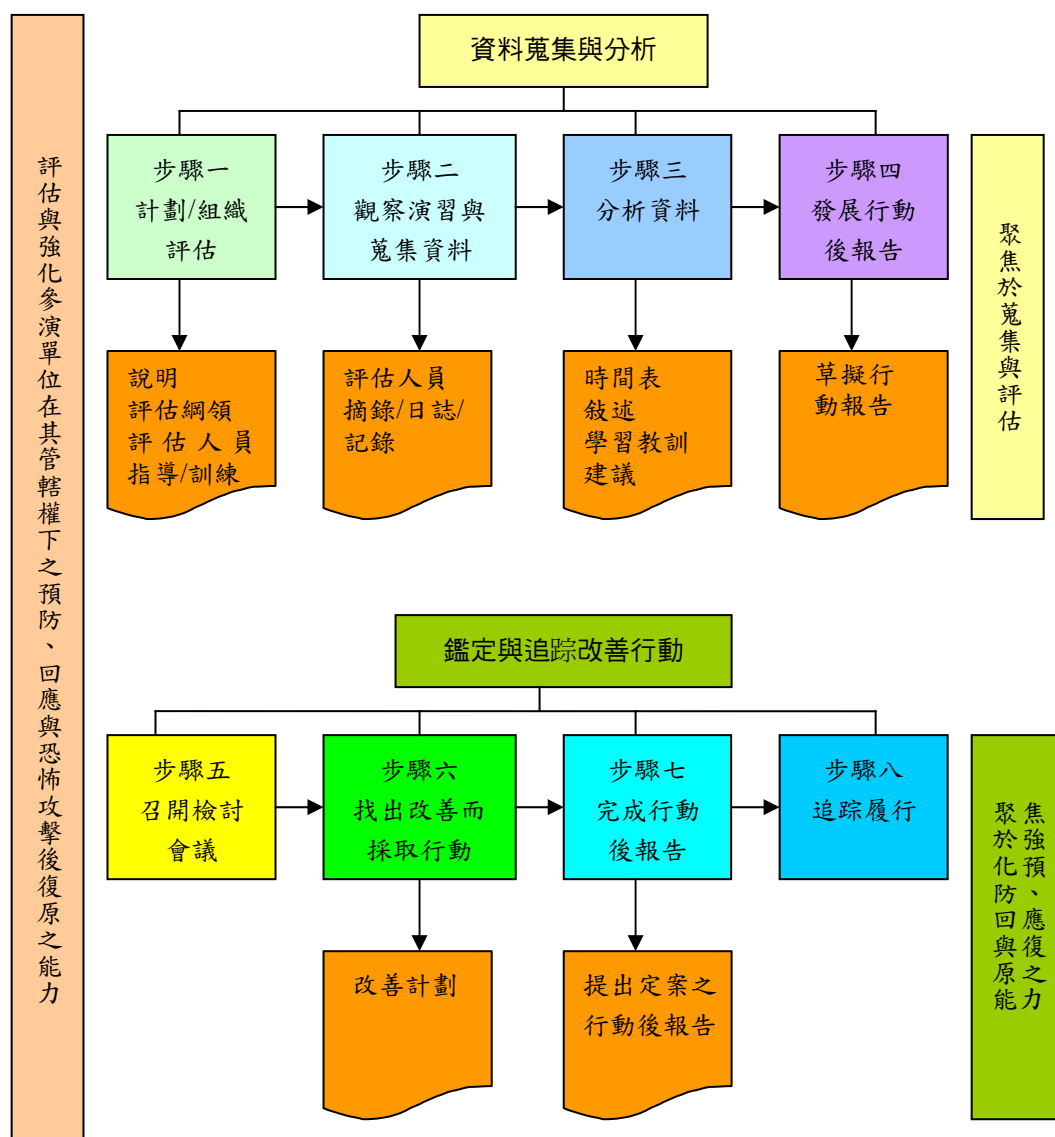 評估與強化參演單位在其管轄權下之預防、回應與恐怖攻擊後復原之能力
資料蒐集與分析
步驟一
計劃/組織
評估
步驟二
觀察演習與
蒐集資料
步驟三
分析資料
步驟四
發展行動
後報告
聚焦於蒐集與評估
說明
評估綱領
評估人員
指導/訓練
評估人員
摘錄/日誌/
記錄
時間表
敘述
學習教訓
建議
草擬行
動報告
鑑定與追踪改善行動
步驟五
召開檢討
會議
步驟六
找出改善而
採取行動
步驟七
完成行動
後報告
步驟八
追踪履行
聚焦
於強
化預
防、
回應
與復
原之
能力
改善計劃
提出定案之
行動後報告